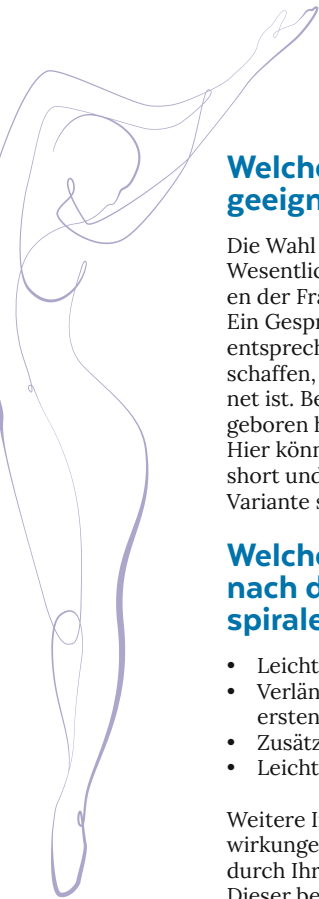 Welche
geeign
Die Wahl
Wesentlic
en der Fra
Ein Gespr
entsprech
schaffen,
net ist. Be
geboren h
Hier könn
short und
Variante s
Welche
nach d
spirale
• Leicht
• Verlän
ersten
• Zusätz
• Leicht
Weitere I
wirkunge
durch Ihr
Dieser be